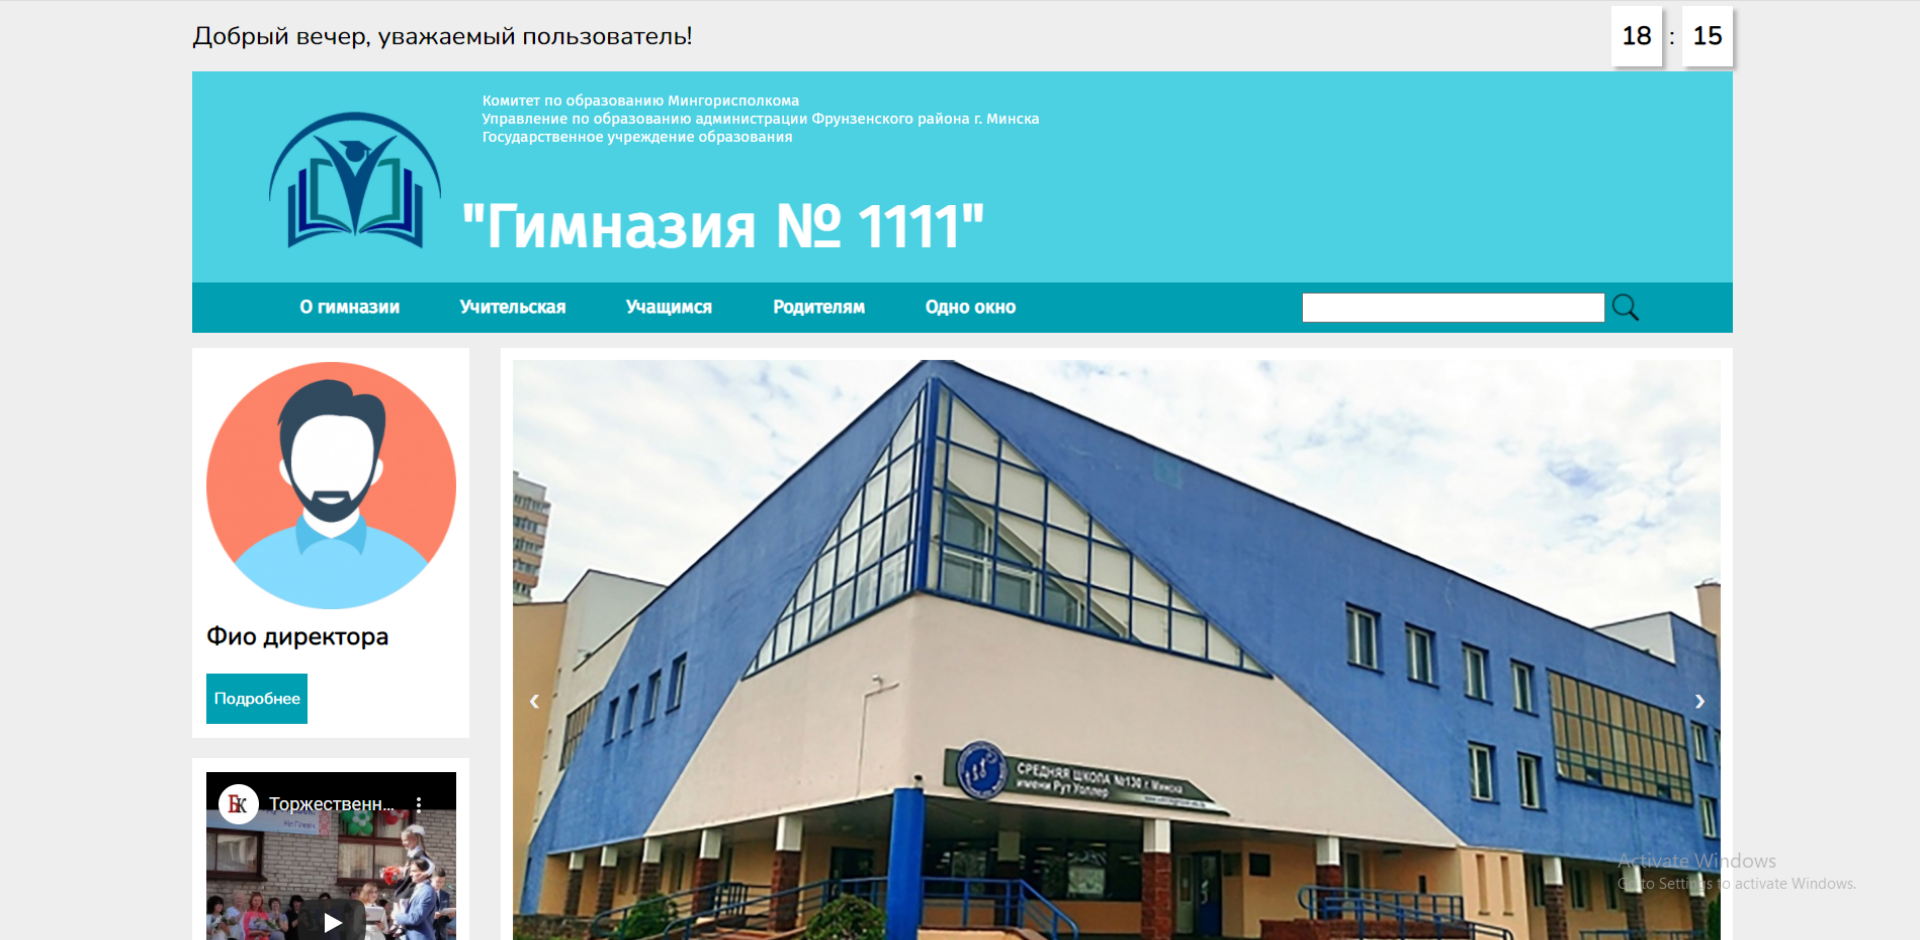 Добрый вечер, уважаемый пользователь!
18 : 15
Комитет по образованию Мингорисполкома
Управление по образованию администрации Фрунзенского района г. Минска
Государственное учреждение образования
"Гимназия № 1111"
О гимназии Учительская Учащимся Родителям Одно окно
Фио директора
Подробнее
БК Торжественн...
СРЕДНЯЯ ШКОЛА №130 г. Минска
имени Рут Уоллер
Activate Windows
Go to Settings to activate Windows.